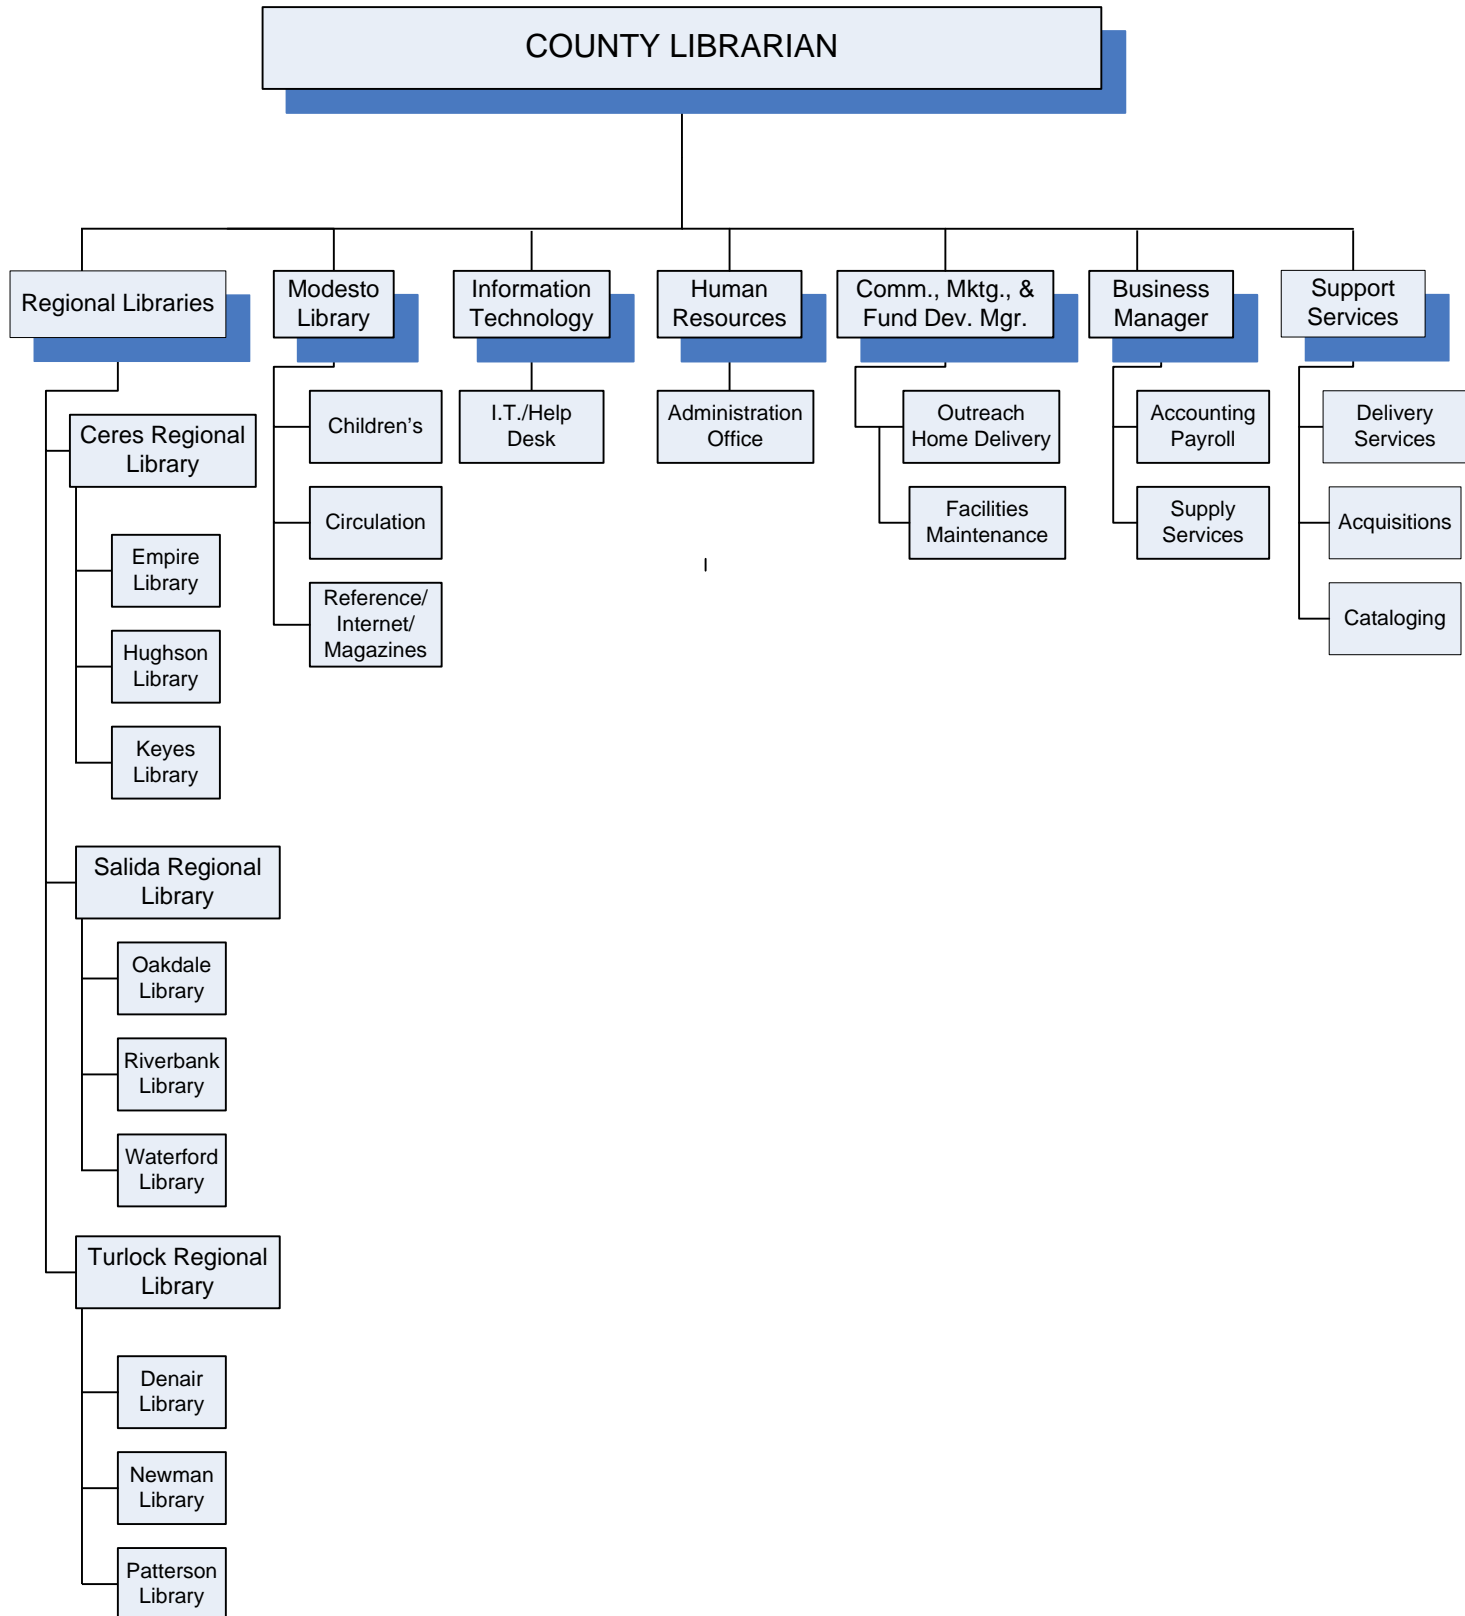 COUNTY LIBRARIAN
Regional Libraries
Modesto
Library
Information
Technology
Human
Resources
Comm., Mktg., &
Fund Dev. Mgr.
Business
Manager
Support
Services
Ceres Regional
Library
Empire
Library
Hughson
Library
Keyes
Library
Salida Regional
Library
Oakdale
Library
Riverbank
Library
Waterford
Library
Turlock Regional
Library
Denair
Library
Newman
Library
Patterson
Library
Children’s
Circulation
Reference/
Internet/
Magazines
I.T./Help
Desk
Administration
Office
Outreach
Home Delivery
Facilities
Maintenance
Accounting
Payroll
Supply
Services
Delivery
Services
Acquisitions
Cataloging